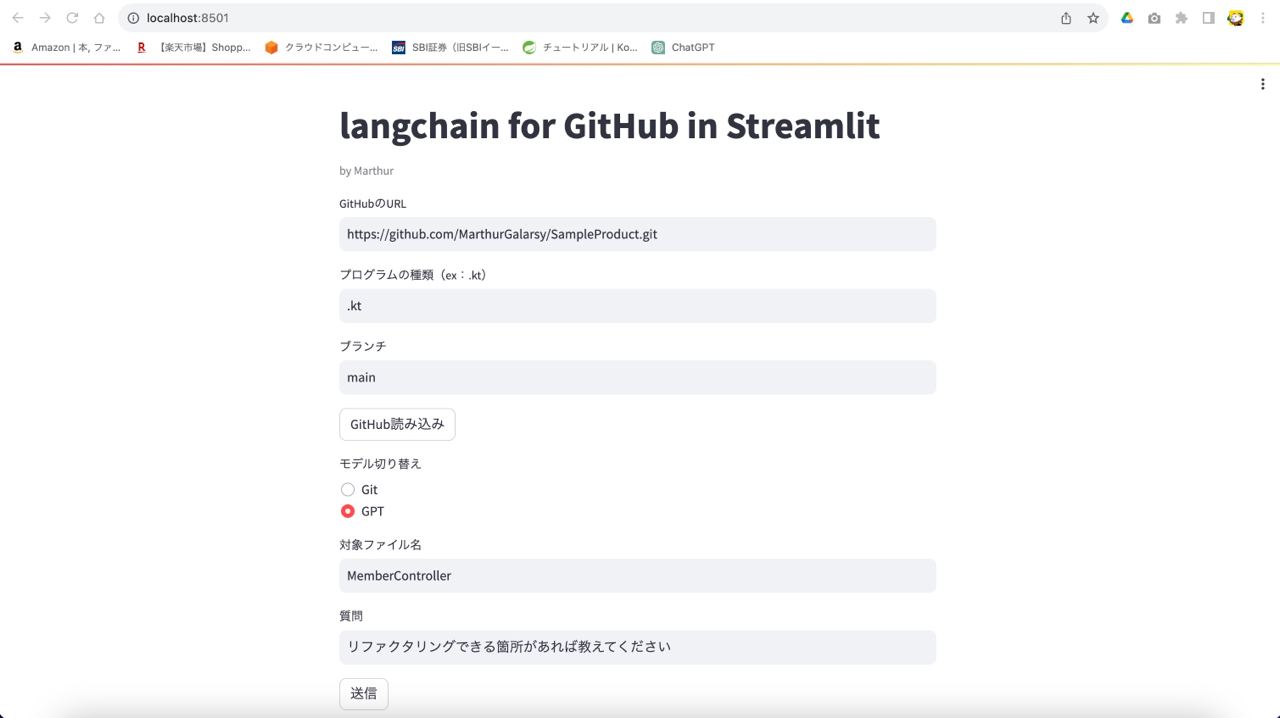 localhost:8501
Amazon | 本, ファ... 【楽天市場】Shopp... クラウドコンピュー... SBI証券（旧SBIイー... チュートリアル | Ko... ChatGPT
langchain for GitHub in Streamlit
by Marthur
GitHubのURL
https://github.com/MarthurGalarsy/SampleProduct.git
プログラムの種類（ex：.kt）
.kt
ブランチ
main
GitHub読み込み
モデル切り替え
Git
GPT
対象ファイル名
MemberController
質問
リファクタリングできる箇所があれば教えてください
送信